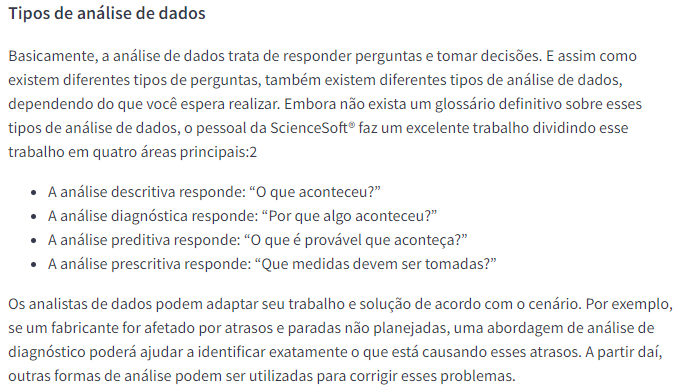 Tipos de análise de dados
Basicamente, a análise de dados trata de responder perguntas e tomar decisões. E assim como
existem diferentes tipos de perguntas, também existem diferentes tipos de análise de dados,
dependendo do que você espera realizar. Embora não exista um glossário definitivo sobre esses
tipos de análise de dados, o pessoal da ScienceSoft® faz um excelente trabalho dividindo esse
trabalho em quatro áreas principais:2
• A análise descritiva responde: “O que aconteceu?”
• A análise diagnóstica responde: “Por que algo aconteceu?”
• A análise preditiva responde: “O que é provável que aconteça?”
• A análise prescritiva responde: “Que medidas devem ser tomadas?”
Os analistas de dados podem adaptar seu trabalho e solução de acordo com o cenário. Por exemplo,
se um fabricante for afetado por atrasos e paradas não planejadas, uma abordagem de análise de
diagnóstico poderá ajudar a identificar exatamente o que está causando esses atrasos. A partir daí,
outras formas de análise podem ser utilizadas para corrigir esses problemas.